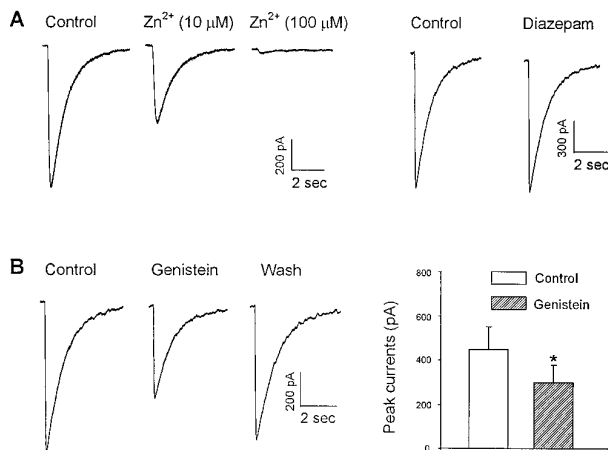 A
Control
Zn2+ (10 μM)
Zn2+ (100 μM)
Control
Diazepam
200 pA
2 sec
300 pA
2 sec
B
Control
Genistein
Wash
200 pA
2 sec
Peak currents (pA)
800
600
400
200
0
Control
Genistein
*